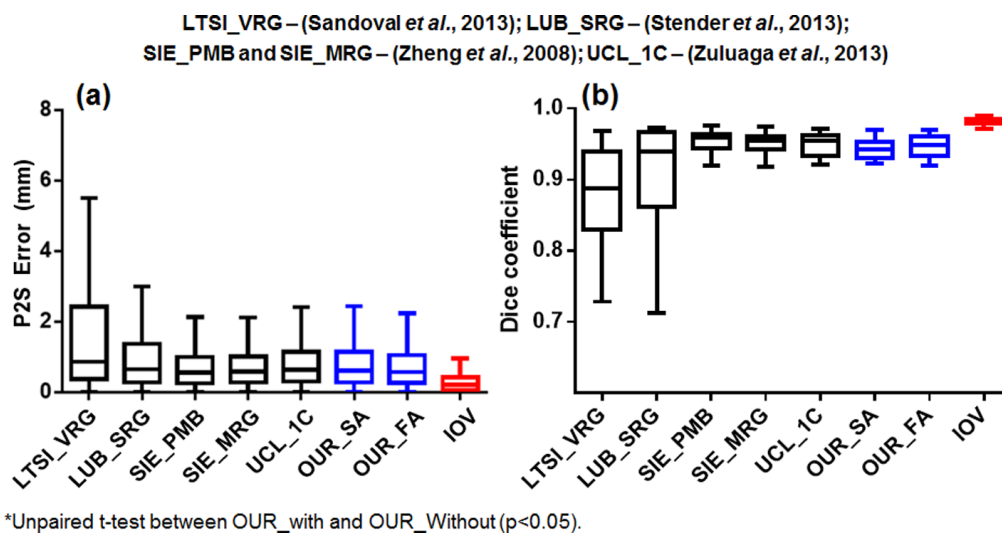 LTSI_VRG – (Sandoval et al., 2013); LUB_SRG – (Stender et al., 2013);
SIE_PMB and SIE_MRG – (Zheng et al., 2008); UCL_1C – (Zuluaga et al., 2013)
(a)
P2S Error (mm)
8
6
4
2
0
LTSI_VRG
LUB_SRG
SIE_PMB
SIE_MRG
UCL_1C
OUR_SA
OUR_FA
IOV
(b)
Dice coefficient
1.0
0.9
0.8
0.7
LTSI_VRG
LUB_SRG
SIE_PMB
SIE_MRG
UCL_1C
OUR_SA
OUR_FA
IOV
*Unpaired t-test between OUR_with and OUR_Without (p<0.05).